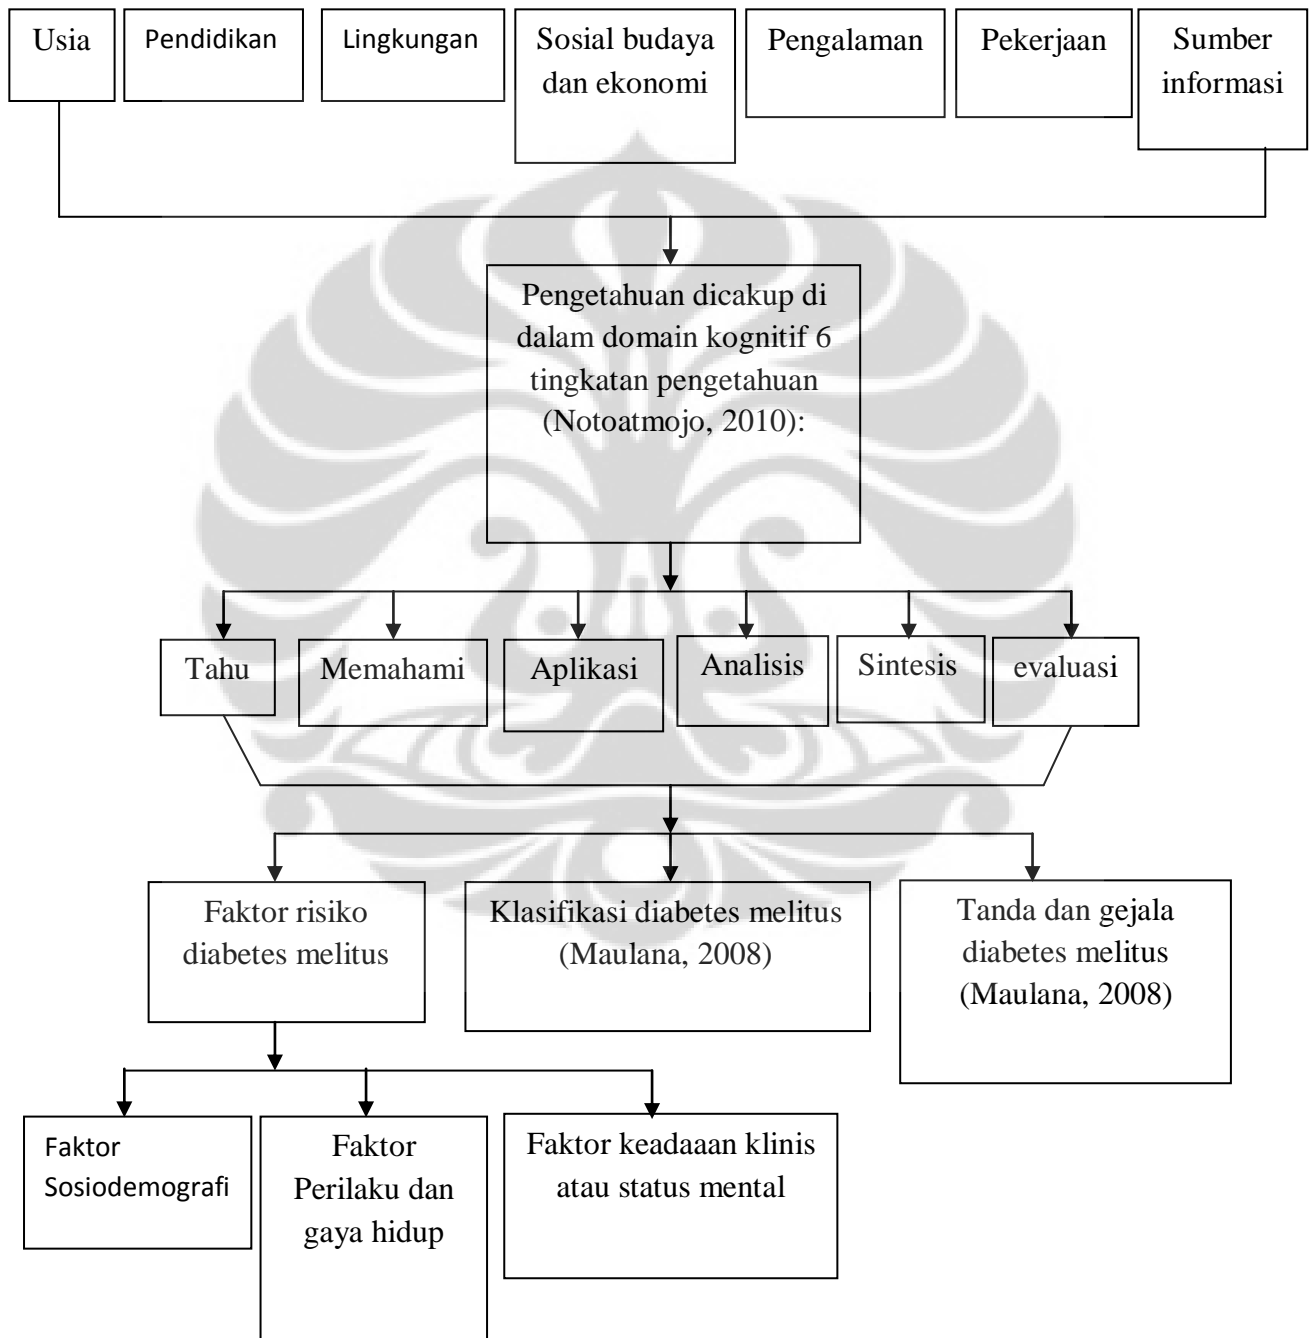 Usia
Pendidikan
Lingkungan
Sosial budaya
dan ekonomi
Pengalaman
Pekerjaan
Sumber
informasi
Pengetahuan dicakup di
dalam domain kognitif 6
tingkatan pengetahuan
(Notoatmojo, 2010):
Tahu
Memahami
Aplikasi
Analisis
Sintesis
evaluasi
Faktor risiko
diabetes melitus
Klasifikasi diabetes melitus
(Maulana, 2008)
Tanda dan gejala
diabetes melitus
(Maulana, 2008)
Faktor
Sosiodemografi
Faktor
Perilaku dan
gaya hidup
Faktor keadaaan klinis
atau status mental